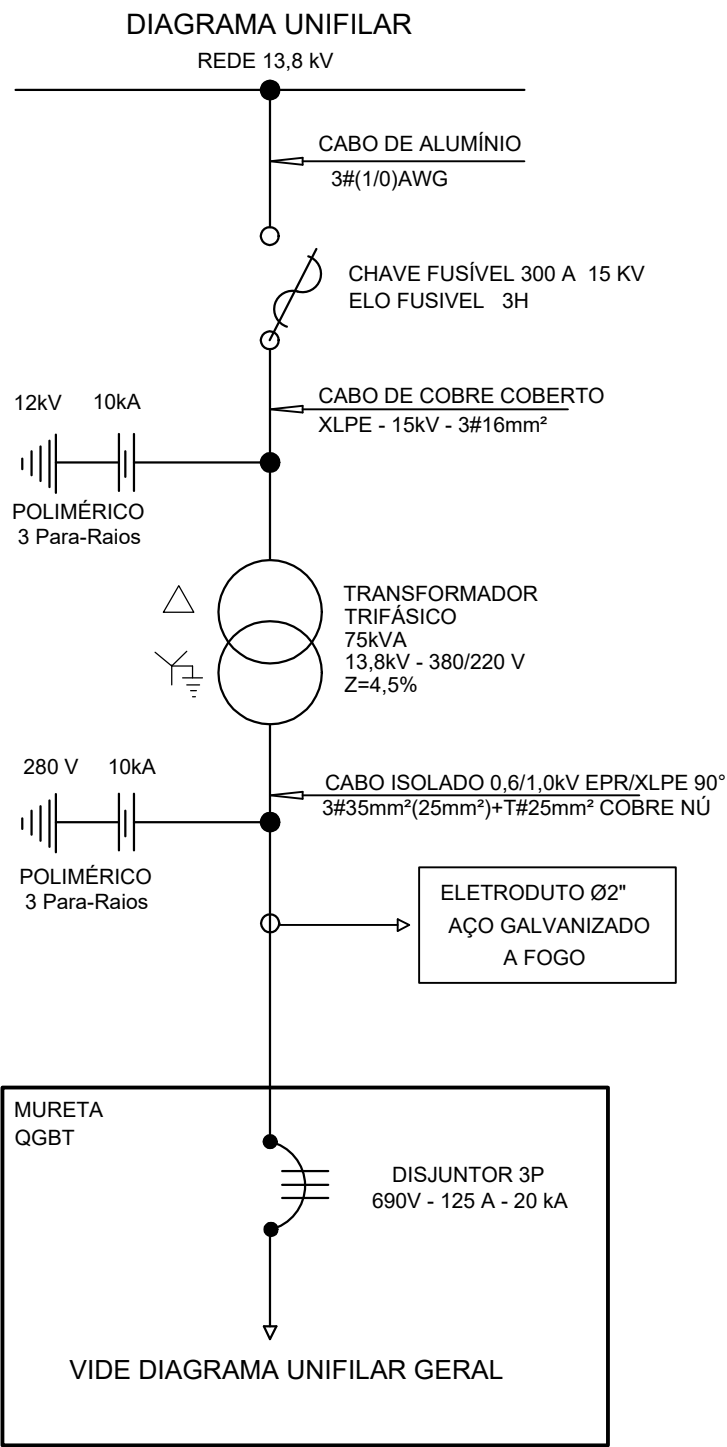 DIAGRAMA UNIFILAR
REDE 13,8 kV
CABO DE ALUMÍNIO
3#(1/0)AWG
CHAVE FUSÍVEL 300 A 15 KV
ELO FUSIVEL 3H
CABO DE COBRE COBERTO
XLPE - 15kV - 3#16mm²
12kV 10kA
POLIMÉRICO
3 Para-Raios
TRANSFORMADOR
TRIFÁSICO
75kVA
13,8kV - 380/220 V
Z=4,5%
280 V 10kA
POLIMÉRICO
3 Para-Raios
CABO ISOLADO 0,6/1,0kV EPR/XLPE 90°
3#35mm²(25mm²)+T#25mm² COBRE NÚ
ELETRODUTO Ø2"
AÇO GALVANIZADO
A FOGO
MURETA
QGBT
DISJUNTOR 3P
690V - 125 A - 20 kA
VIDE DIAGRAMA UNIFILAR GERAL